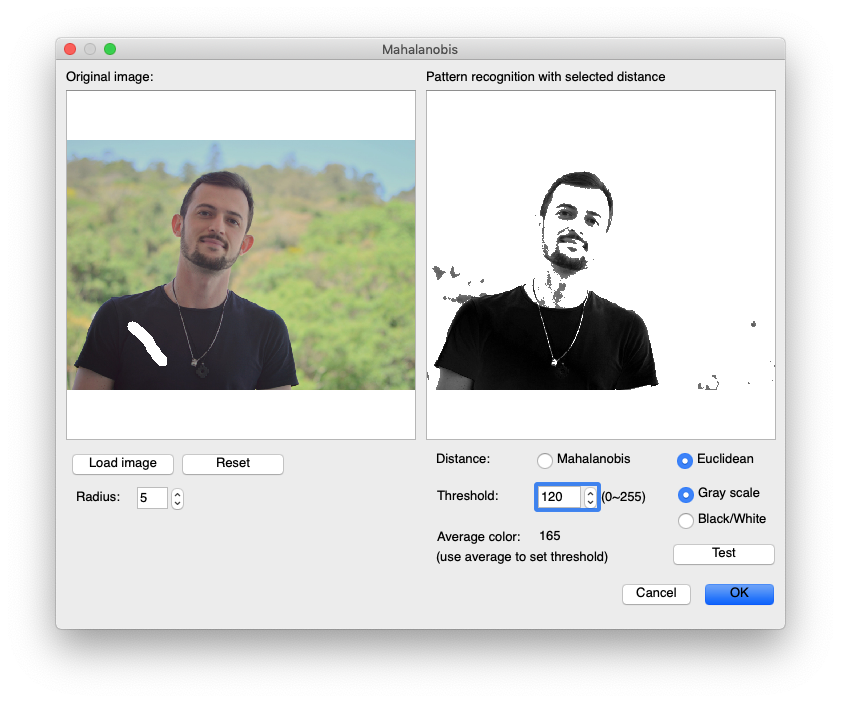 Mahalanobis
Original image:
Pattern recognition with selected distance
Load image
Reset
Radius:
5
Distance:
Mahalanobis
Euclidean
Threshold:
120
(0~255)
Gray scale
Black/White
Average color:
165
(use average to set threshold)
Test
Cancel
OK